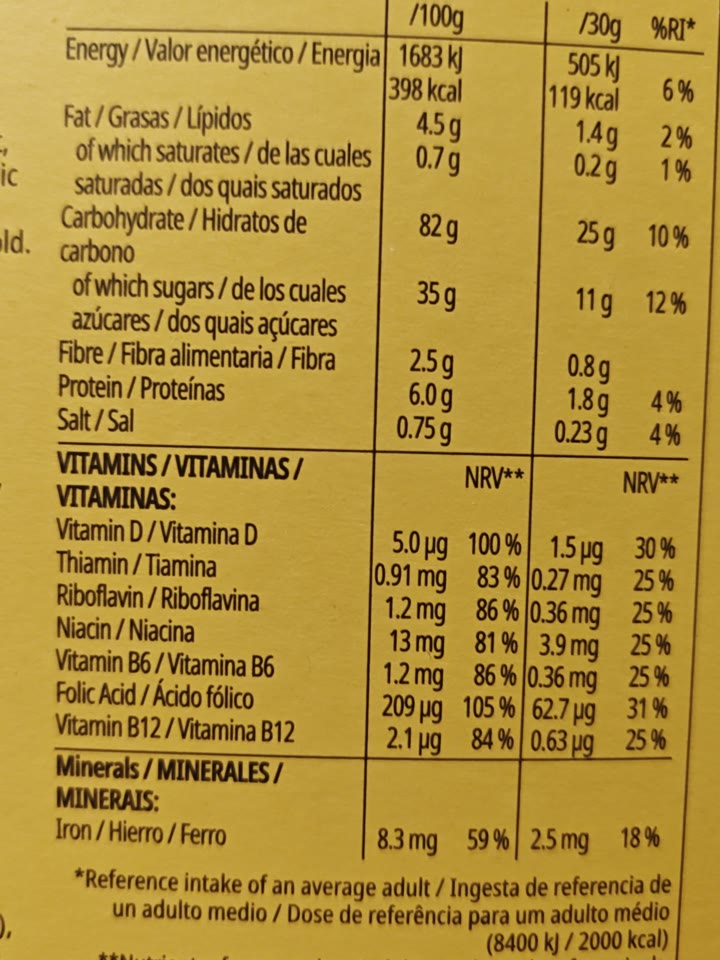 /100g /30g %RI*
Energy / Valor energético / Energia 1683 kJ 505 kJ
398 kcal 119 kcal 6 %
Fat / Grasas / Lípidos 4.5 g 1.4 g 2 %
of which saturates / de las cuales 0.7 g 0.2 g 1 %
saturadas / dos quais saturados
Carbohydrate / Hidratos de 82 g 25 g 10 %
carbono
of which sugars / de los cuales 35 g 11 g 12 %
azúcares / dos quais açúcares
Fibre / Fibra alimentaria / Fibra 2.5 g 0.8 g
Protein / Proteínas 6.0 g 1.8 g 4 %
Salt / Sal 0.75 g 0.23 g 4 %
VITAMINS / VITAMINAS / NRV** NRV**
VITAMINAS:
Vitamin D / Vitamina D 5.0 µg 100 % 1.5 µg 30 %
Thiamin / Tiamina 0.91 mg 83 % 0.27 mg 25 %
Riboflavin / Riboflavina 1.2 mg 86 % 0.36 mg 25 %
Niacin / Niacina 13 mg 81 % 3.9 mg 25 %
Vitamin B6 / Vitamina B6 1.2 mg 86 % 0.36 mg 25 %
Folic Acid / Ácido fólico 209 µg 105 % 62.7 µg 31 %
Vitamin B12 / Vitamina B12 2.1 µg 84 % 0.63 µg 25 %
Minerals / MINERALES /
MINERAIS:
Iron / Hierro / Ferro 8.3 mg 59 % 2.5 mg 18 %
*Reference intake of an average adult / Ingesta de referencia de
un adulto medio / Dose de referência para um adulto médio
(8400 kJ / 2000 kcal)